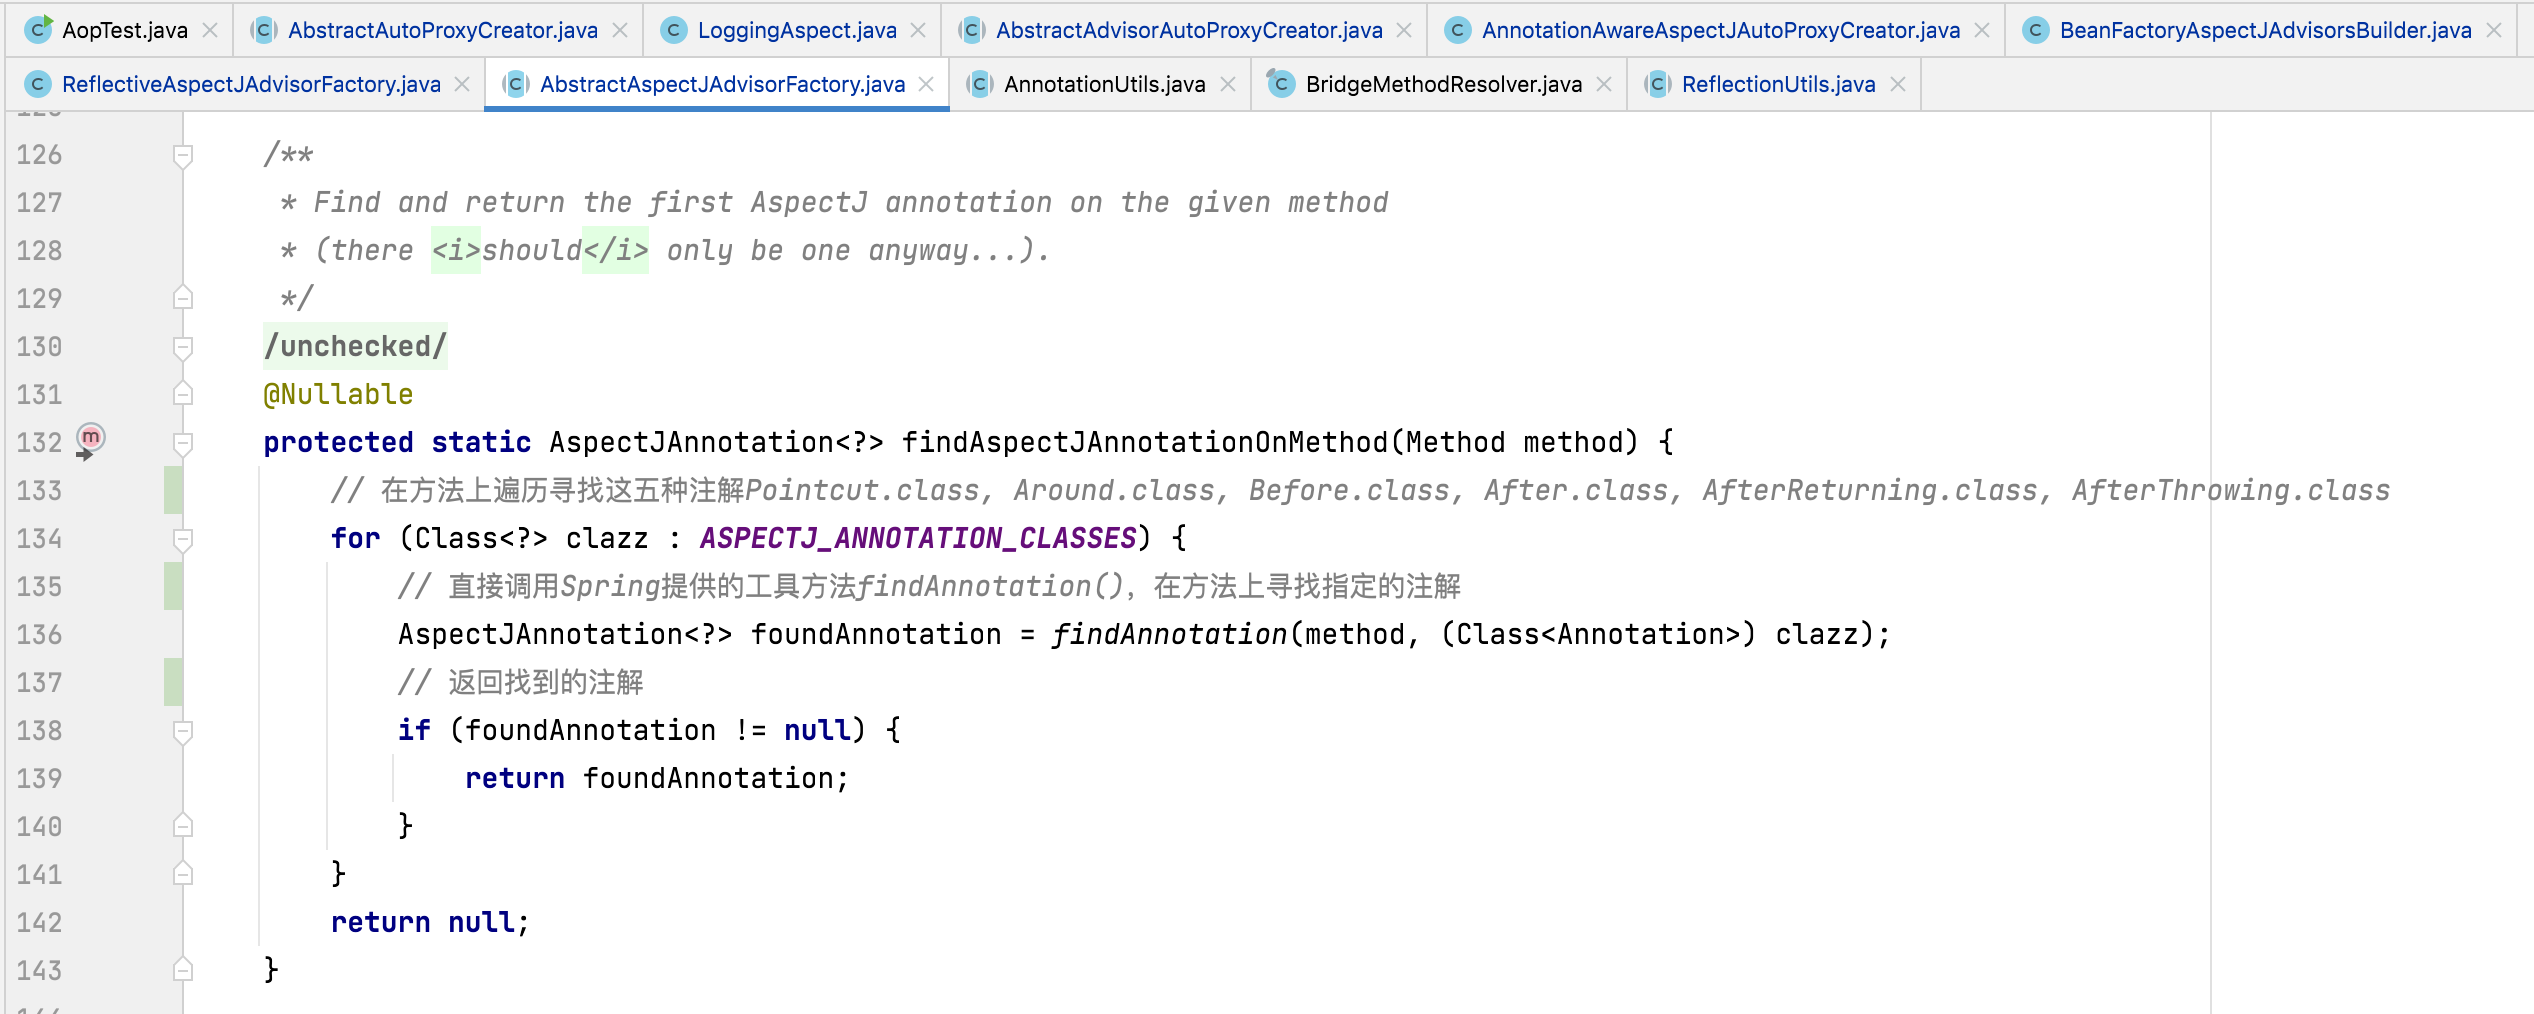 AopTest.java AbstractAutoProxyCreator.java LoggingAspect.java AbstractAdvisorAutoProxyCreator.java AnnotationAwareAspectJAutoProxyCreator.java BeanFactoryAspectJAdvisorsBuilder.java
ReflectiveAspectJAdvisorFactory.java AbstractAspectJAdvisorFactory.java AnnotationUtils.java BridgeMethodResolver.java ReflectionUtils.java
126 /**
127 * Find and return the first AspectJ annotation on the given method
128 * (there <i>should</i> only be one anyway...).
129 */
130 /unchecked/
131 @Nullable
132 protected static AspectJAnnotation<?> findAspectJAnnotationOnMethod(Method method) {
133 // 在方法上遍历寻找这五种注解Pointcut.class, Around.class, Before.class, After.class, AfterReturning.class, AfterThrowing.class
134 for (Class<?> clazz : ASPECTJ_ANNOTATION_CLASSES) {
135 // 直接调用Spring提供的工具方法findAnnotation()，在方法上寻找指定的注解
136 AspectJAnnotation<?> foundAnnotation = findAnnotation(method, (Class<Annotation>) clazz);
137 // 返回找到的注解
138 if (foundAnnotation != null) {
139 return foundAnnotation;
140 }
141 }
142 return null;
143 }